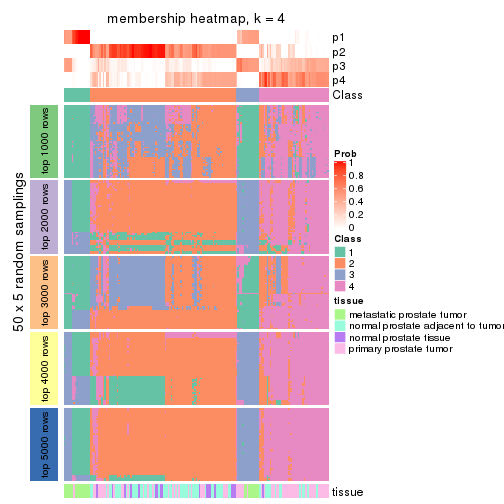 membership heatmap, k = 4
p1
p2
p3
p4
Class
50 x 5 random samplings
top 1000 rows
top 2000 rows
top 3000 rows
top 4000 rows
top 5000 rows
Prob
1
0.8
0.6
0.4
0.2
0
Class
1
2
3
4
tissue
metastatic prostate tumor
normal prostate adjacent to tumor
normal prostate tissue
primary prostate tumor
tissue